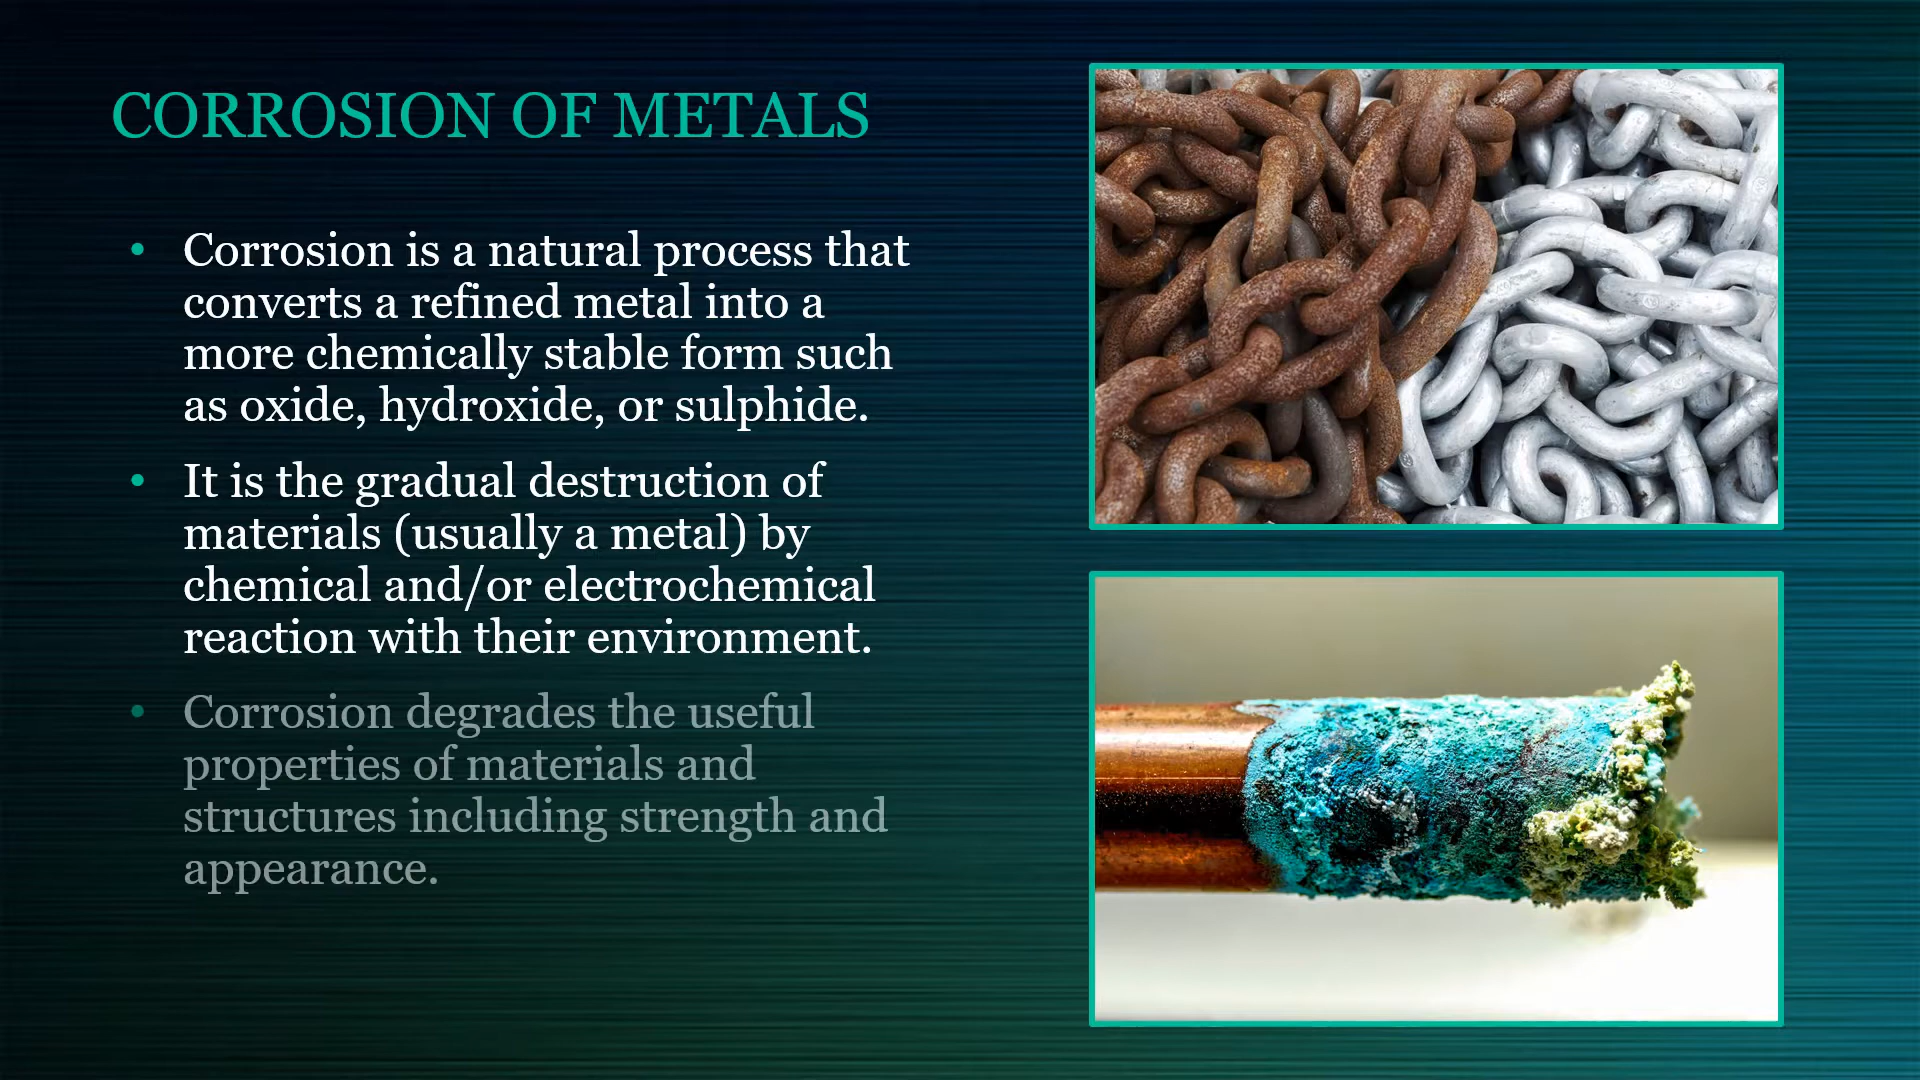 CORROSION OF METALS
• Corrosion is a natural process that
converts a refined metal into a
more chemically stable form such
as oxide, hydroxide, or sulphide.
• It is the gradual destruction of
materials (usually a metal) by
chemical and/or electrochemical
reaction with their environment.
• Corrosion degrades the useful
properties of materials and
structures including strength and
appearance.